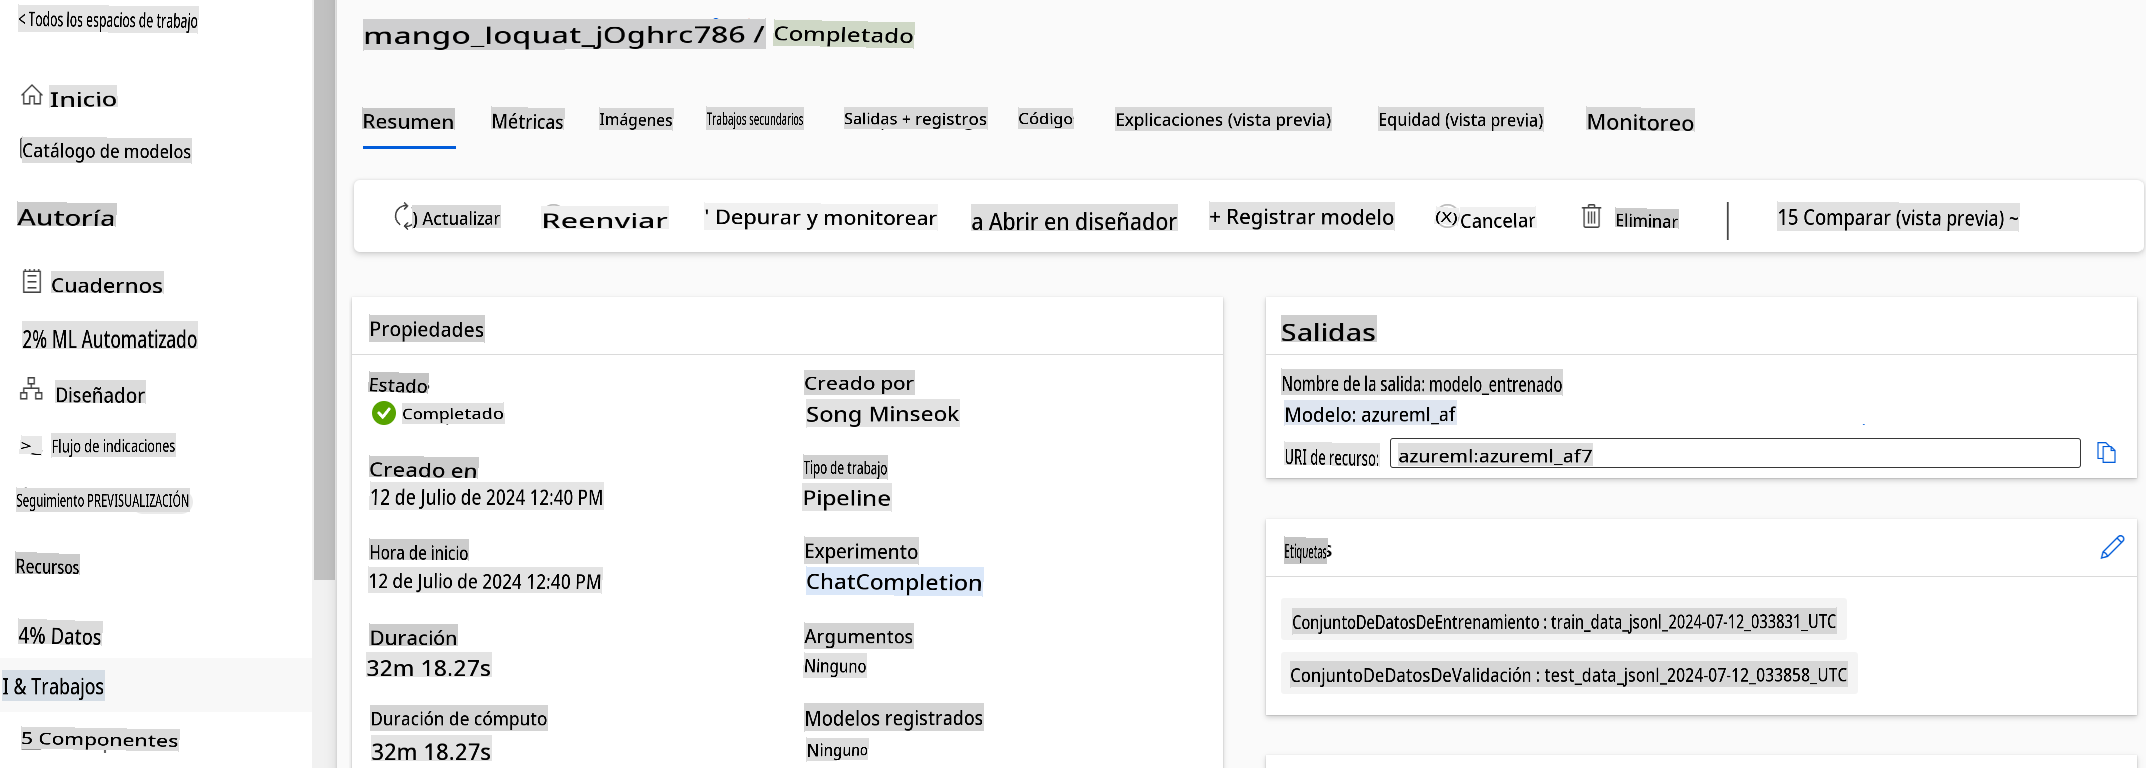 < Todos los espacios de trabajo
Inicio
Catálogo de modelos
Autoría
Cuadernos
2% ML Automatizado
Diseñador
>_ Flujo de indicaciones
Seguimiento PREVISUALIZACIÓN
Recursos
4% Datos
I & Trabajos
5 Componentes
mango_loquat_jOghrc786 / Completado
Resumen Métricas Imágenes Trabajos secundarios Salidas + registros Código Explicaciones (vista previa) Equidad (vista previa) Monitoreo
) Actualizar Reenviar ' Depurar y monitorear a Abrir en diseñador + Registrar modelo Cancelar Eliminar 15 Comparar (vista previa) ~
Propiedades
Estado
Completado
Creado en
12 de Julio de 2024 12:40 PM
Hora de inicio
12 de Julio de 2024 12:40 PM
Duración
32m 18.27s
Duración de cómputo
32m 18.27s
Creado por
Song Minseok
Tipo de trabajo
Pipeline
Experimento
ChatCompletion
Argumentos
Ninguno
Modelos registrados
Ninguno
Salidas
Nombre de la salida: modelo_entrenado
Modelo: azureml_af
URI de recurso: azureml:azureml_af7
Etiquetas
ConjuntoDeDatosDeEntrenamiento : train_data_jsonl_2024-07-12_033831_UTC
ConjuntoDeDatosDeValidación : test_data_jsonl_2024-07-12_033858_UTC